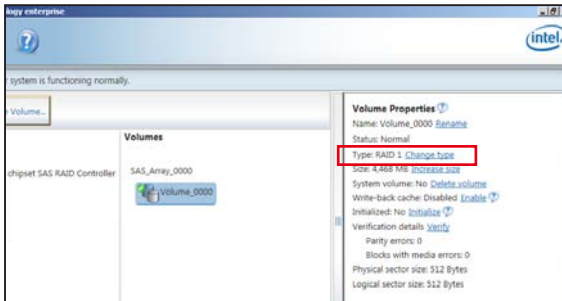 ology enterprise
intel
system is functioning normally.
Volume...
Volumes
chipset SAS RAID Controller
SAS_Array_0000
Volume_0000
Volume Properties
Name: Volume_0000 Rename
Status: Normal
Type: RAID 1 Change type
Size: 4,468 MB Increase size
System volume: No Delete volume
Write-back cache: Disabled Enable
Initialized: No Initialize
Verification details Verify
Parity errors: 0
Blocks with media errors: 0
Physical sector size: 512 Bytes
Logical sector size: 512 Bytes